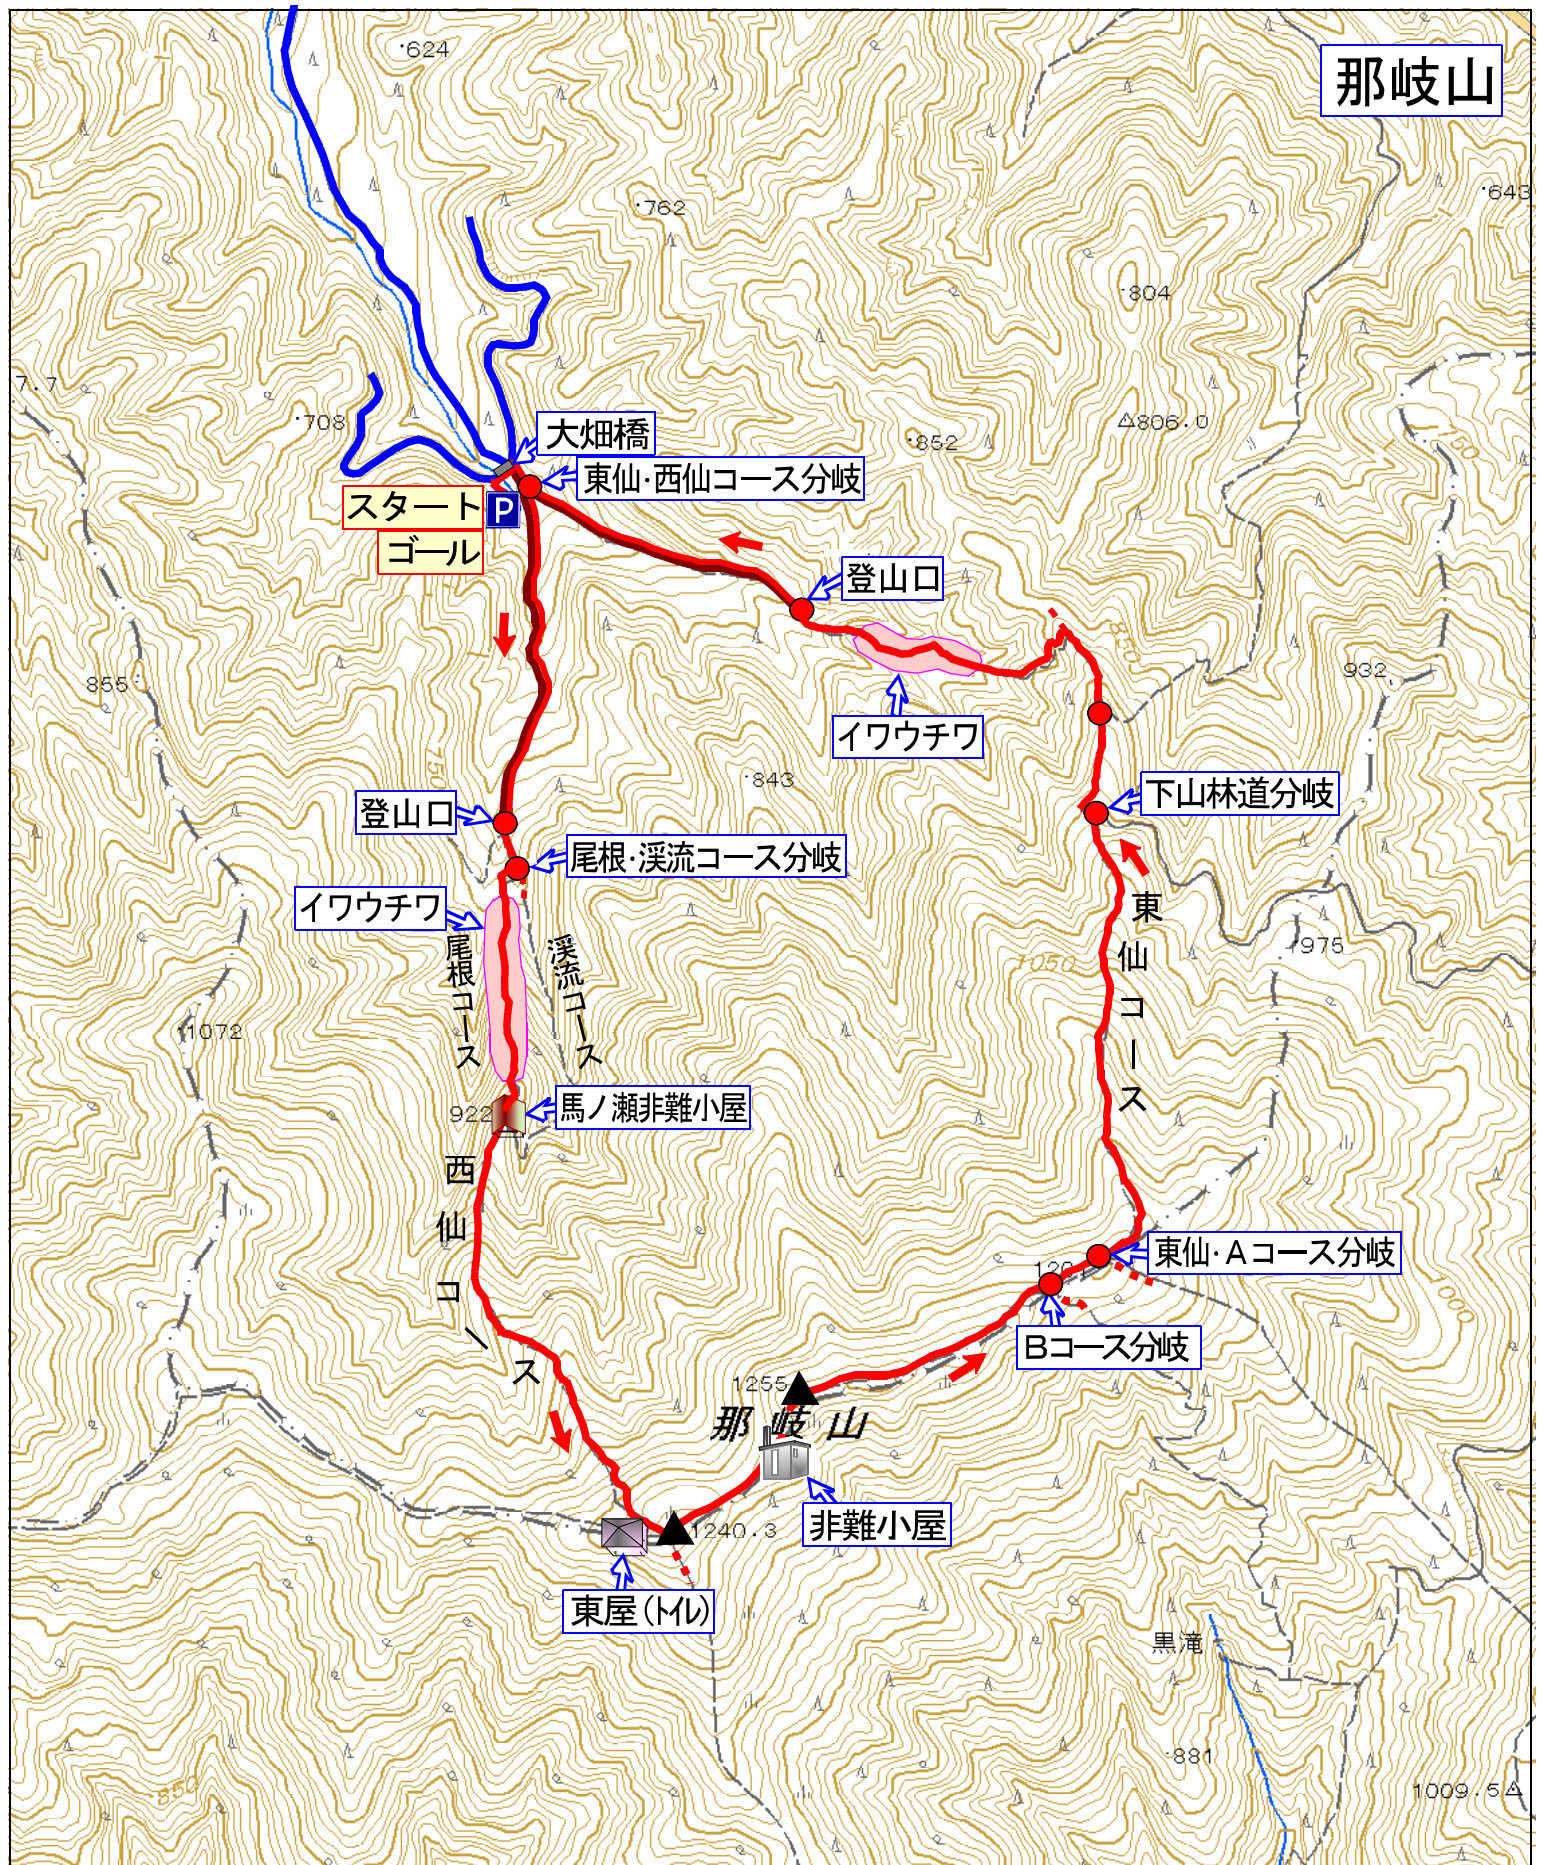 那岐山
624
762
643
804
7.7
708
806.0
852
750
大畑橋
東仙・西仙コース分岐
スタート
P
ゴール
登山口
イワウチワ
855
932
750
843
下山林道分岐
登山口
尾根・渓流コース分岐
イワウチワ
尾根コース
渓流コース
東仙コース
975
1050
1072
922
馬ノ瀬非難小屋
西仙コース
東仙・Aコース分岐
Bコース分岐
1000
1255
那岐山
非難小屋
1240.3
東屋(トイレ)
黒滝
881
1009.5
850